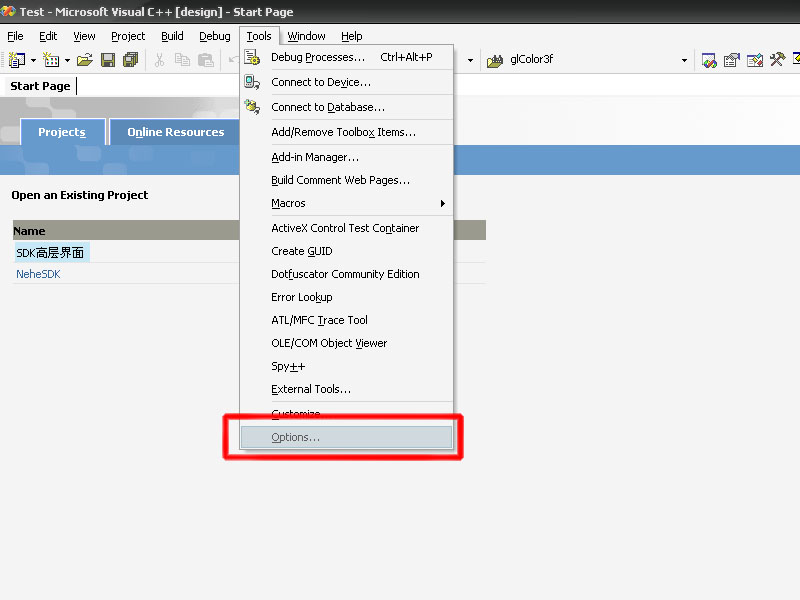 Test - Microsoft Visual C++ [design] - Start Page
File Edit View Project Build Debug Tools Window Help
Debug Processes... Ctrl+Alt+P
glColor3f
Start Page
Connect to Device...
Connect to Database...
Projects Online Resources
Add/Remove Toolbox Items...
Add-in Manager...
Build Comment Web Pages...
Open an Existing Project
Macros
Name
ActiveX Control Test Container
SDK高层界面
Create GUID
NeheSDK
Dotfuscator Community Edition
Error Lookup
ATL/MFC Trace Tool
OLE/COM Object Viewer
Spy++
External Tools...
Customize...
Options...